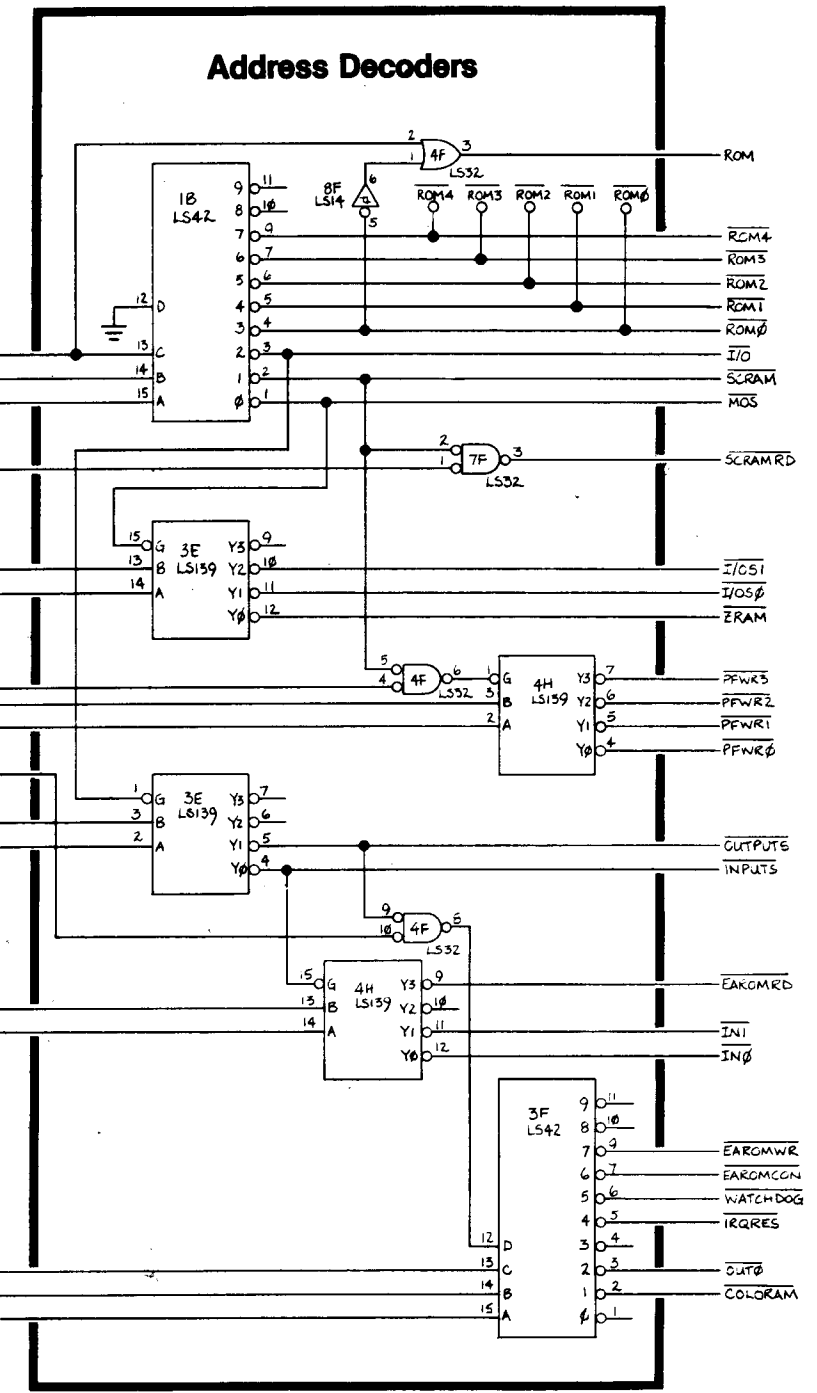 Address Decoders
2
1
4F
3
LS32
ROM
1B
LS42
9 11
8 10
7 9
6 7
5 6
4 5
3 4
2 3
1 2
Ø 1
12 D
13 C
14 B
15 A
8F
LS14
6
5
ROM4 ROM3 ROM2 ROM1 ROMØ
ROM4
ROM3
ROM2
ROM1
ROMØ
I/O
SCRAM
MOS
2
1
7F
3
LS32
SCRAMRD
15 G
13 B
14 A
3E
LS139
Y3 9
Y2 10
Y1 11
YØ 12
I/OS1
I/OSØ
ZRAM
5
4
4F
6
LS32
1 G
3 B
2 A
4H
LS139
Y3 7
Y2 6
Y1 5
YØ 4
PFWR3
PFWR2
PFWR1
PFWRØ
1 G
3 B
2 A
3E
LS139
Y3 7
Y2 6
Y1 5
YØ 4
OUTPUTS
INPUTS
9
10
4F
LS32
15 G
13 B
14 A
4H
LS139
Y3 9
Y2 10
Y1 11
YØ 12
EAROMRD
IN1
INØ
3F
LS42
9 11
8 10
7 9
6 7
5 6
4 5
3 4
2 3
1 2
Ø 1
12 D
13 C
14 B
15 A
EAROMWR
EAROMCON
WATCHDOG
IRQRES
OUTØ
COLORAM